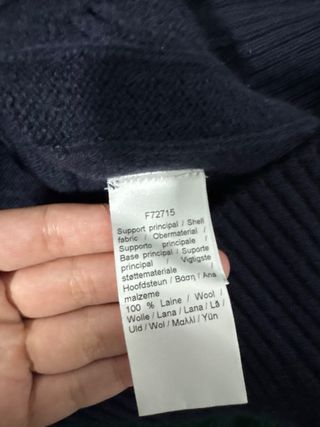 F72715
Support principal / Shell
fabric / Obermaterial /
Supporto principale /
Base principal / Suporte
principal / Vigtigste
støttemateriale /
Hoofdsteun / Βάση / Ana
malzeme
100 % Laine / Wool /
Wolle / Lana / Lana / Lã /
Uld / Wol / Μαλλί / Yün